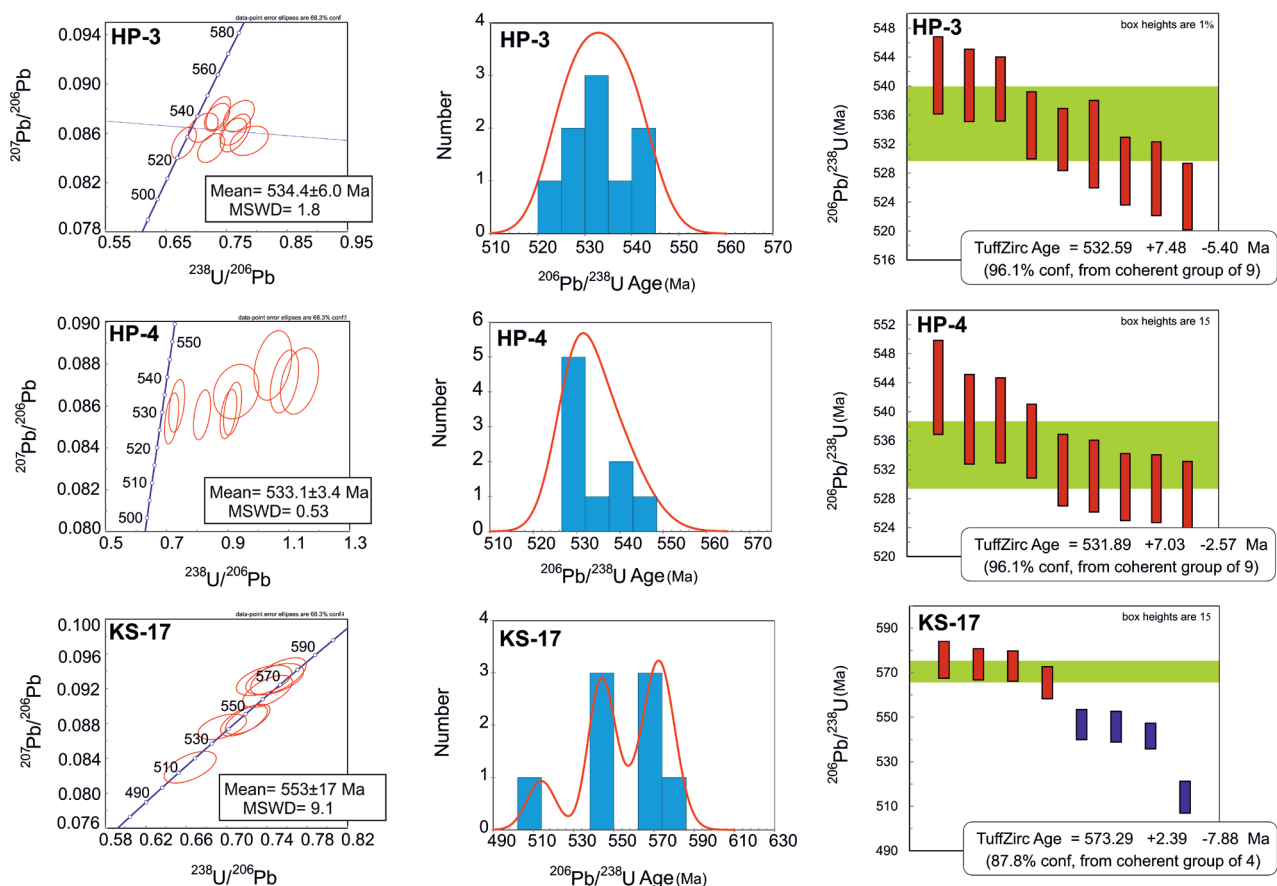 data-point error ellipses are 68.3% conf
HP-3
0.094
0.090
0.086
0.082
0.078
580
560
540
520
500
Mean= 534.4±6.0 Ma
MSWD= 1.8
0.55 0.65 0.75 0.85 0.95
²⁰⁷Pb/²⁰⁶Pb
²³⁸U/²⁰⁶Pb
HP-3
4
3
2
1
0
Number
510 520 530 540 550 560 570
²⁰⁶Pb/²³⁸U Age(Ma)
HP-3
box heights are 1%
548
544
540
536
532
528
524
520
516
²⁰⁶Pb/²³⁸U(Ma)
TuffZirc Age = 532.59 +7.48 -5.40 Ma
(96.1% conf, from coherent group of 9)
data-point error ellipses are 68.3% conf5
HP-4
0.090
0.088
0.086
0.084
0.082
0.080
550
540
530
520
510
500
Mean= 533.1±3.4 Ma
MSWD= 0.53
0.5 0.7 0.9 1.1 1.3
²⁰⁷Pb/²⁰⁶Pb
²³⁸U/²⁰⁶Pb
HP-4
6
5
4
3
2
1
0
Number
510 520 530 540 550 560 570
²⁰⁶Pb/²³⁸U Age(Ma)
HP-4
box heights are 15
552
548
544
540
536
532
528
524
520
²⁰⁶Pb/²³⁸U(Ma)
TuffZirc Age = 531.89 +7.03 -2.57 Ma
(96.1% conf, from coherent group of 9)
data-point error ellipses are 68.3% conf4
KS-17
0.100
0.096
0.092
0.088
0.084
0.080
0.076
590
570
550
530
510
490
Mean= 553±17 Ma
MSWD= 9.1
0.58 0.62 0.66 0.70 0.74 0.78 0.82
²⁰⁷Pb/²⁰⁶Pb
²³⁸U/²⁰⁶Pb
KS-17
4
3
2
1
0
Number
490 510 530 550 570 590 610 630
²⁰⁶Pb/²³⁸U Age(Ma)
KS-17
box heights are 15
590
570
550
530
510
490
²⁰⁶Pb/²³⁸U(Ma)
TuffZirc Age = 573.29 +2.39 -7.88 Ma
(87.8% conf, from coherent group of 4)